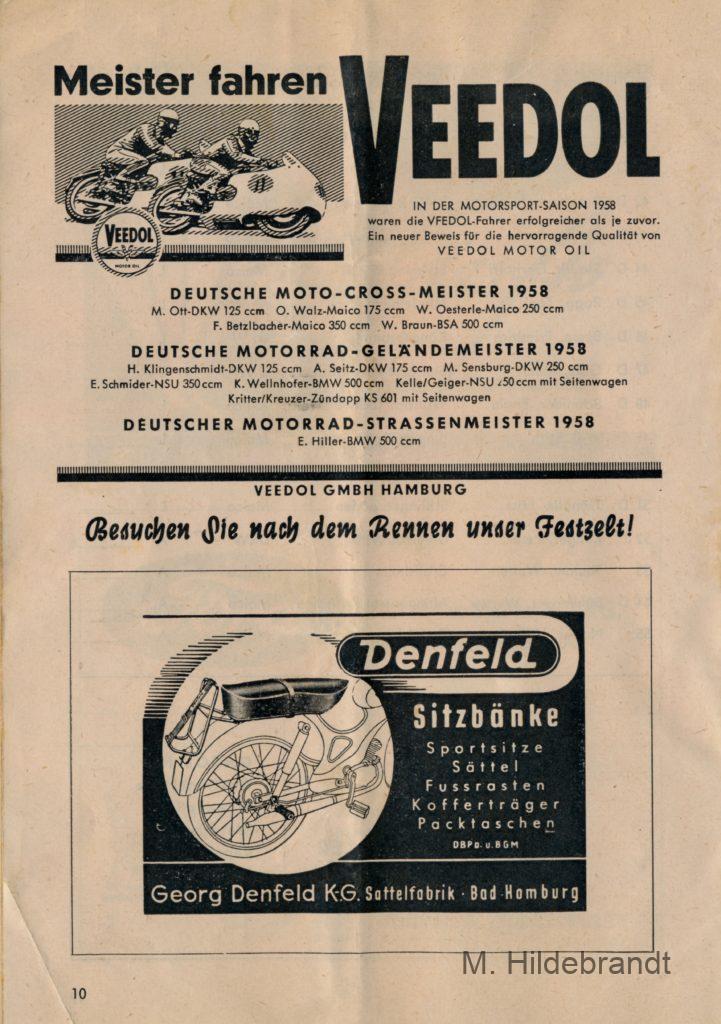 Meister fahren VEEDOL
VEEDOL
MOTOR OIL
IN DER MOTORSPORT-SAISON 1958
waren die VFEDOL-Fahrer erfolgreicher als je zuvor.
Ein neuer Beweis für die hervorragende Qualität von
VEEDOL MOTOR OIL
DEUTSCHE MOTO-CROSS-MEISTER 1958
M. Ott-DKW 125 ccm O. Walz-Maico 175 ccm W. Oesterle-Maico 250 ccm
F. Betzlbacher-Maico 350 ccm W. Braun-BSA 500 ccm
DEUTSCHE MOTORRAD-GELÄNDEMEISTER 1958
H. Klingenschmidt-DKW 125 ccm A. Seitz-DKW 175 ccm M. Sensburg-DKW 250 ccm
E. Schmider-NSU 350 ccm K. Wellnhofer-BMW 500 ccm Kelle/Geiger-NSU 250 ccm mit Seitenwagen
Kritter/Kreuzer-Zündapp KS 601 mit Seitenwagen
DEUTSCHER MOTORRAD-STRASSENMEISTER 1958
E. Hiller-BMW 500 ccm
VEEDOL GMBH HAMBURG
Besuchen Sie nach dem Rennen unser Festzelt!
Denfeld
Sitzbänke
Sportsitze
Sättel
Fussrasten
Kofferträger
Packtaschen
DBPa. u. BGM
Georg Denfeld K.G. Sattelfabrik · Bad-Homburg
M. Hildebrandt
10